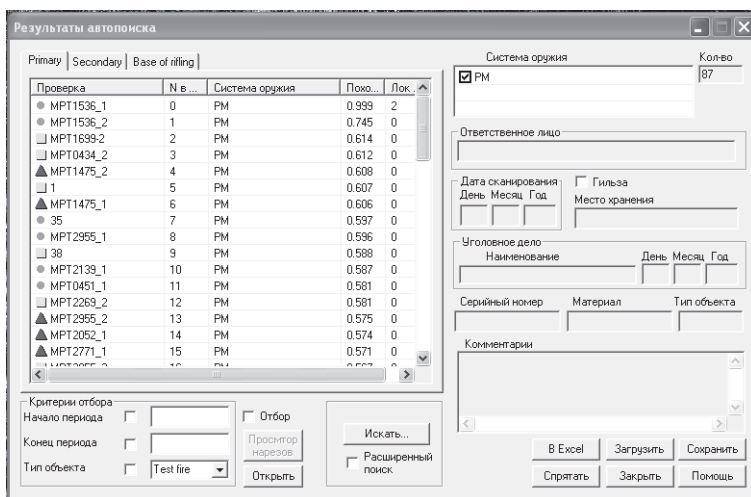 Результаты автопоиска
Primary Secondary Base of rifling
Проверка N в ... Система оружия Похо... Лок .
MPT1536_1 0 PM 0.999 2
MPT1536_2 1 PM 0.745 0
MPT1699-2 2 PM 0.614 0
MPT0434_2 3 PM 0.612 0
MPT1475_2 4 PM 0.608 0
1 5 PM 0.607 0
MPT1475_1 6 PM 0.606 0
35 7 PM 0.597 0
MPT2955_1 8 PM 0.596 0
38 9 PM 0.588 0
MPT2139_1 10 PM 0.587 0
MPT0451_1 11 PM 0.581 0
MPT2269_2 12 PM 0.581 0
MPT2955_2 13 PM 0.575 0
MPT2052_1 14 PM 0.574 0
MPT2771_1 15 PM 0.571 0
Система оружия Кол-во
PM 87
Ответственное лицо
Дата сканирования Гильза
День Месяц Год Место хранения
Уголовное дело
Наименование День Месяц Год
Серийный номер Материал Тип объекта
Комментарии
Критерии отбора
Начало периода
Конец периода
Тип объекта Test fire
Отбор
Просмтор
нарезов
Открыть
Искать...
Расширенный
поиск
В Excel Загрузить Сохранить
Спрятать Закрыть Помощь